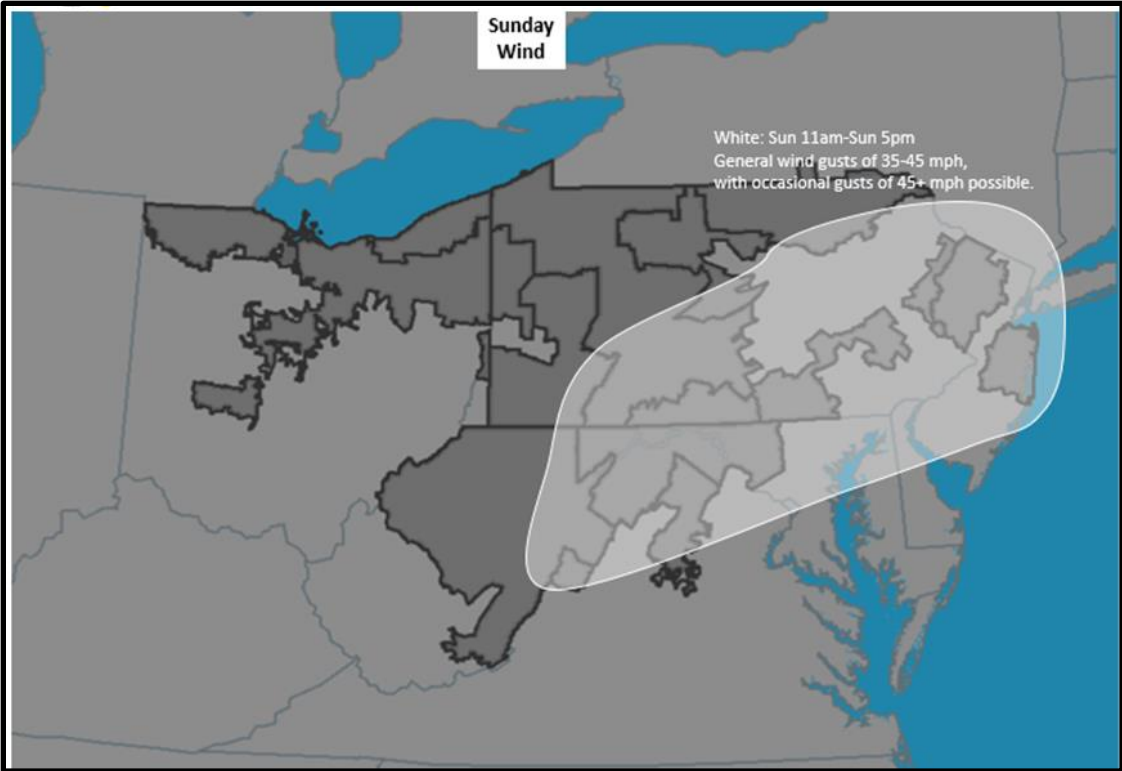 Sunday
Wind
White: Sun 11am-Sun 5pm
General wind gusts of 35-45 mph,
with occasional gusts of 45+ mph possible.